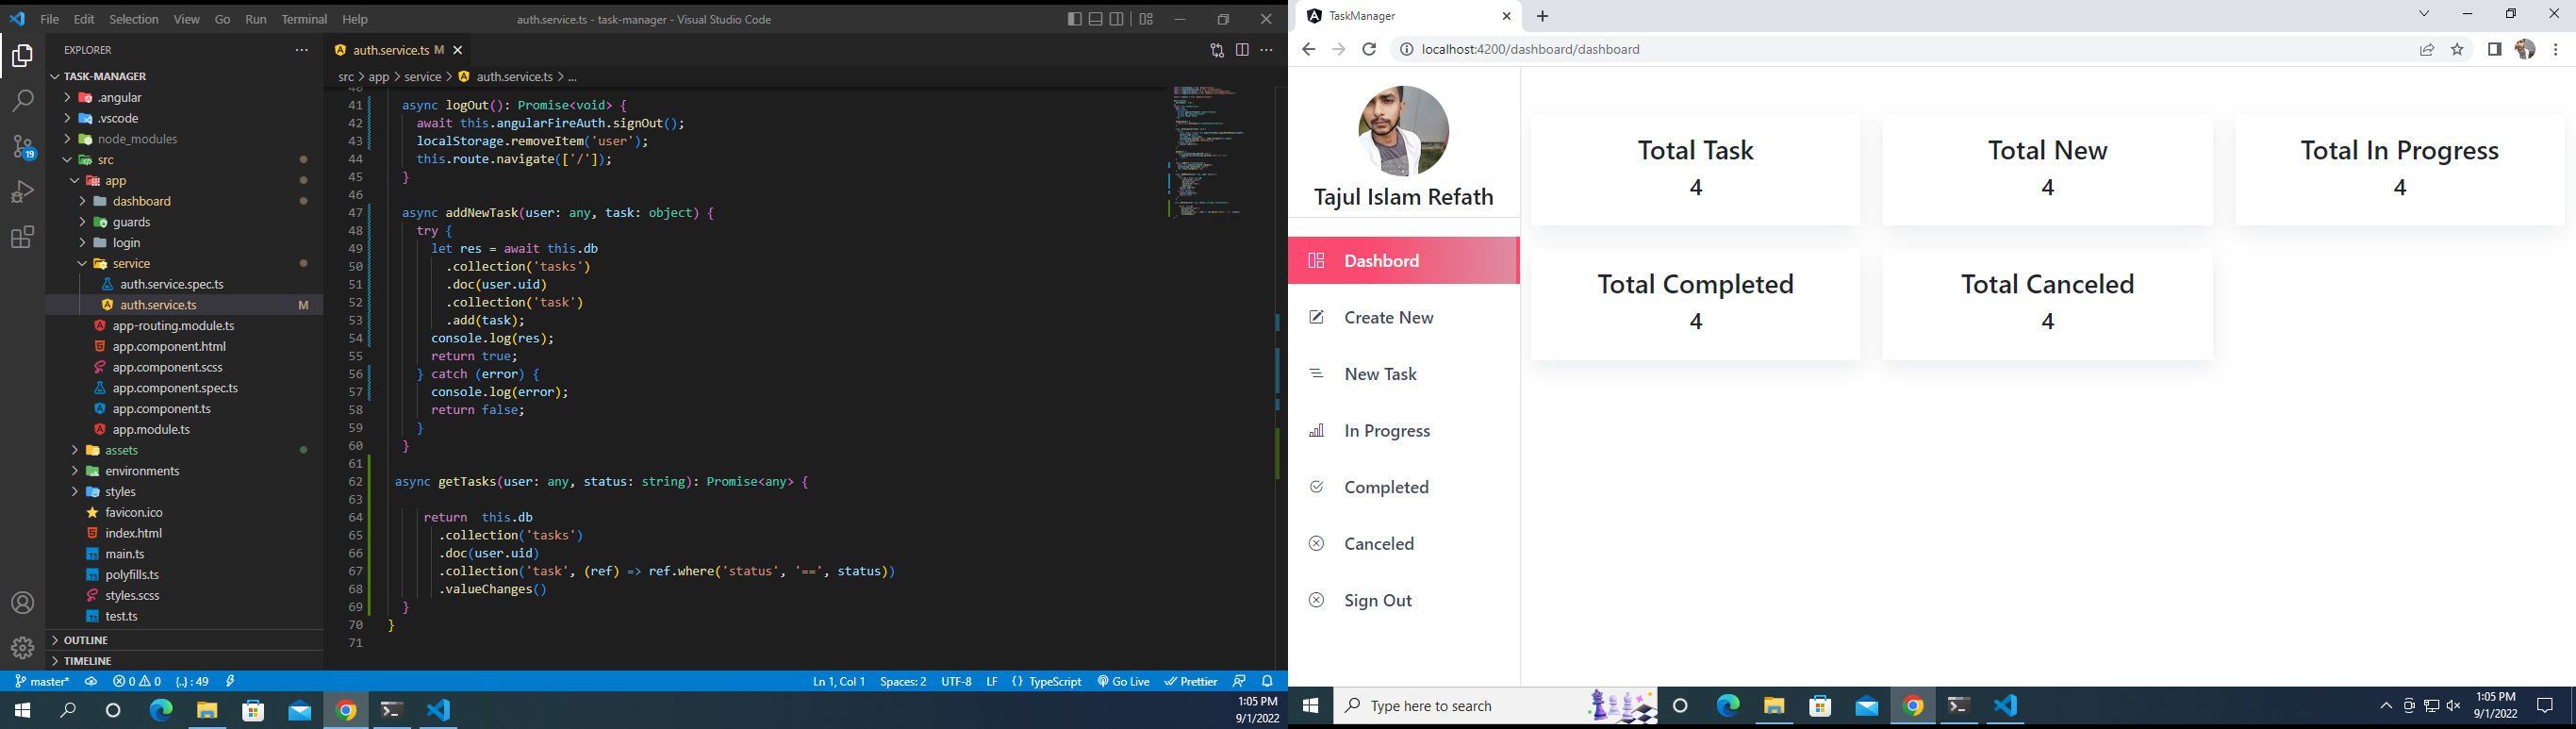 File Edit Selection View Go Run Terminal Help
auth.service.ts - task-manager - Visual Studio Code
EXPLORER
TASK-MANAGER
.angular
.vscode
node_modules
src
app
dashboard
guards
login
service
auth.service.spec.ts
auth.service.ts M
app-routing.module.ts
app.component.html
app.component.scss
app.component.spec.ts
app.component.ts
app.module.ts
assets
environments
styles
favicon.ico
index.html
main.ts
polyfills.ts
styles.scss
test.ts
OUTLINE
TIMELINE
19
auth.service.ts M
src > app > service > auth.service.ts > ...
40
41 async logOut(): Promise<void> {
42 await this.angularFireAuth.signOut();
43 localStorage.removeItem('user');
44 this.route.navigate(['/']);
45 }
46
47 async addNewTask(user: any, task: object) {
48 try {
49 let res = await this.db
50 .collection('tasks')
51 .doc(user.uid)
52 .collection('task')
53 .add(task);
54 console.log(res);
55 return true;
56 } catch (error) {
57 console.log(error);
58 return false;
59 }
60 }
61
62 async getTasks(user: any, status: string): Promise<any> {
63
64 return  this.db
65 .collection('tasks')
66 .doc(user.uid)
67 .collection('task', (ref) => ref.where('status', '==', status))
68 .valueChanges()
69 }
70 }
71
master* 0 0 {..} : 49
Ln 1, Col 1 Spaces: 2 UTF-8 LF {} TypeScript Go Live Prettier
1:05 PM
9/1/2022
TaskManager
localhost:4200/dashboard/dashboard
Tajul Islam Refath
Dashbord
Create New
New Task
In Progress
Completed
Canceled
Sign Out
Total Task
4
Total New
4
Total In Progress
4
Total Completed
4
Total Canceled
4
Type here to search
1:05 PM
9/1/2022